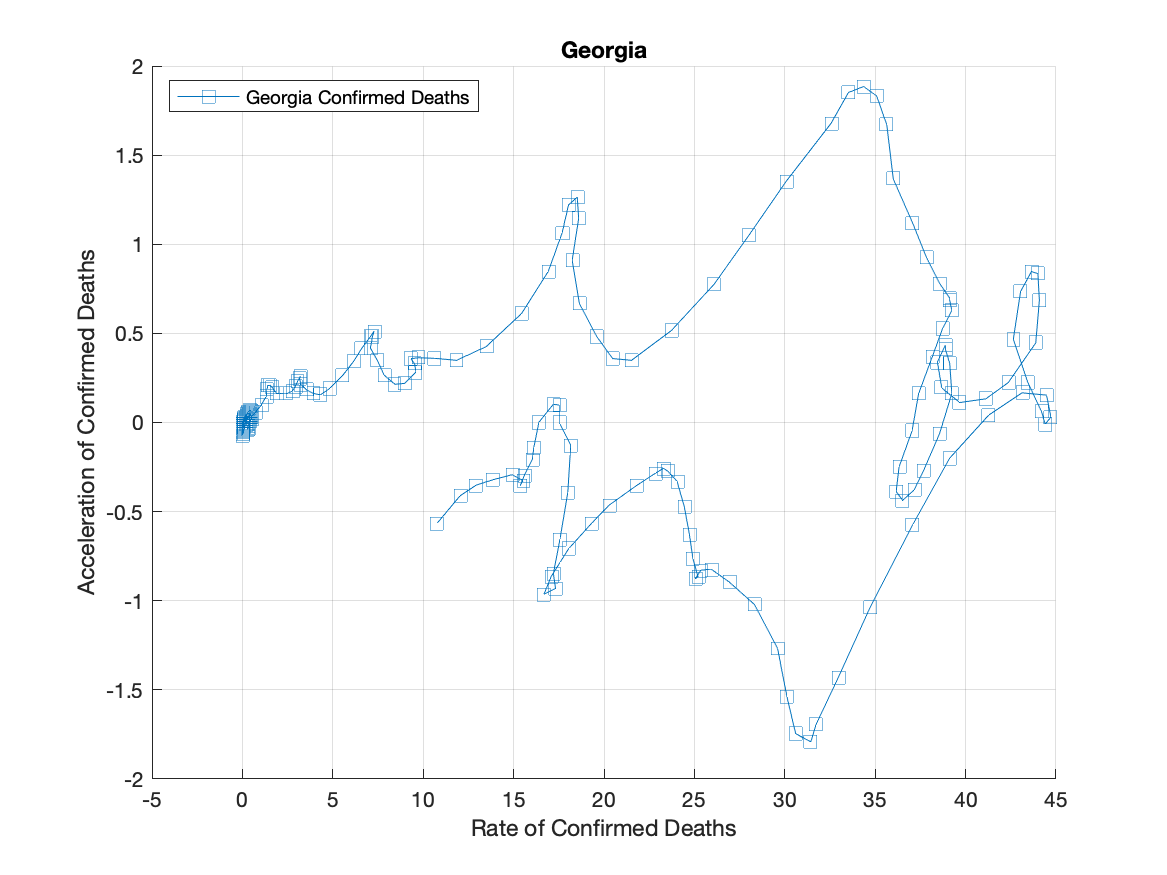 Georgia
Georgia Confirmed Deaths
2
1.5
1
0.5
0
-0.5
-1
-1.5
-2
Acceleration of Confirmed Deaths
-5 0 5 10 15 20 25 30 35 40 45
Rate of Confirmed Deaths